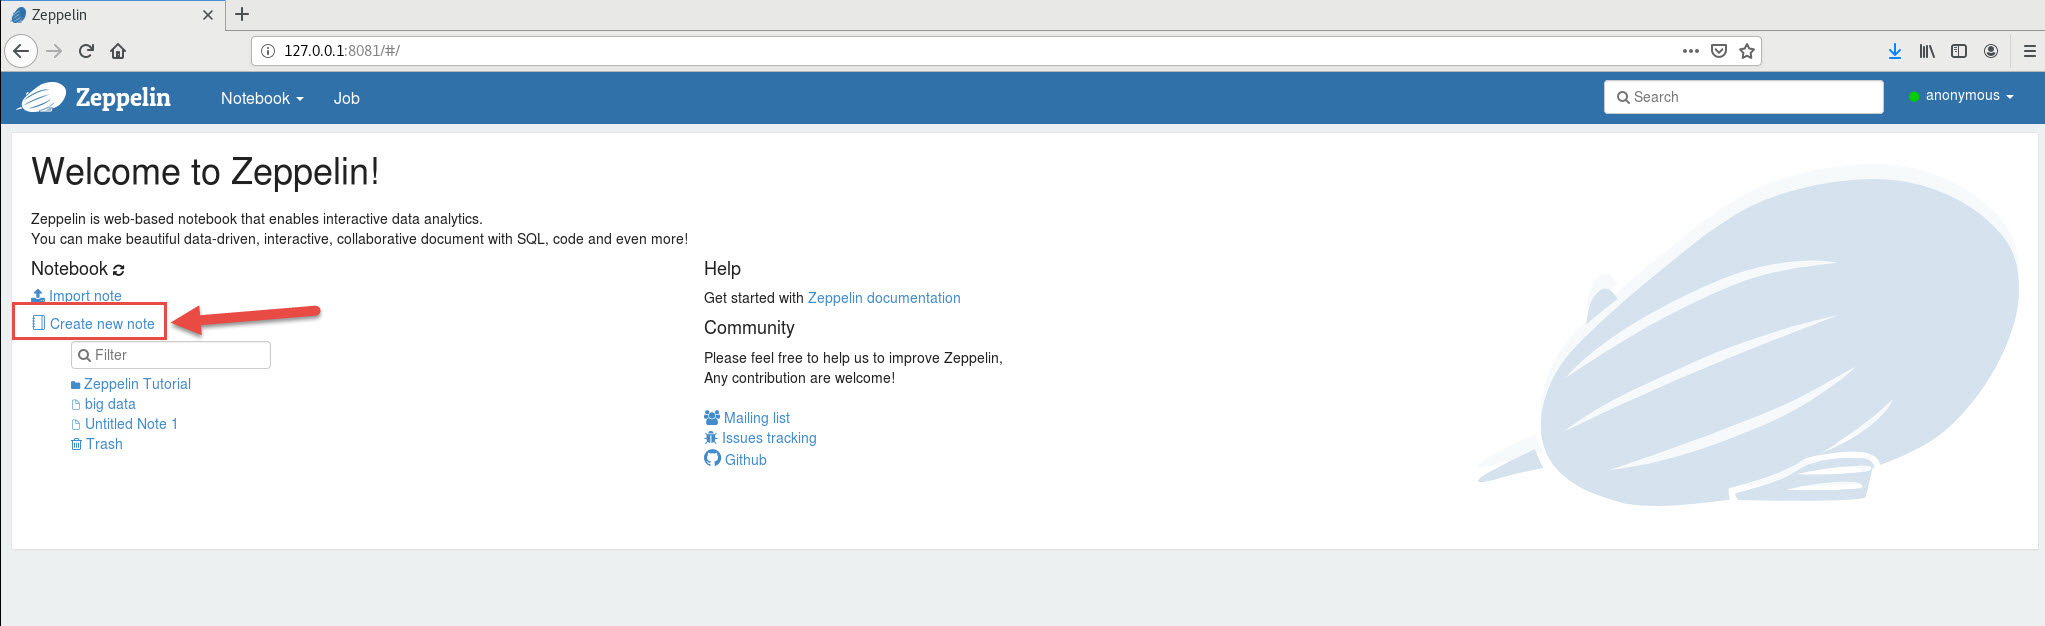 Zeppelin
127.0.0.1:8081/#/
Zeppelin Notebook Job Search anonymous
Welcome to Zeppelin!
Zeppelin is web-based notebook that enables interactive data analytics.
You can make beautiful data-driven, interactive, collaborative document with SQL, code and even more!
Notebook
Import note
Create new note
Filter
Zeppelin Tutorial
big data
Untitled Note 1
Trash
Help
Get started with Zeppelin documentation
Community
Please feel free to help us to improve Zeppelin,
Any contribution are welcome!
Mailing list
Issues tracking
Github